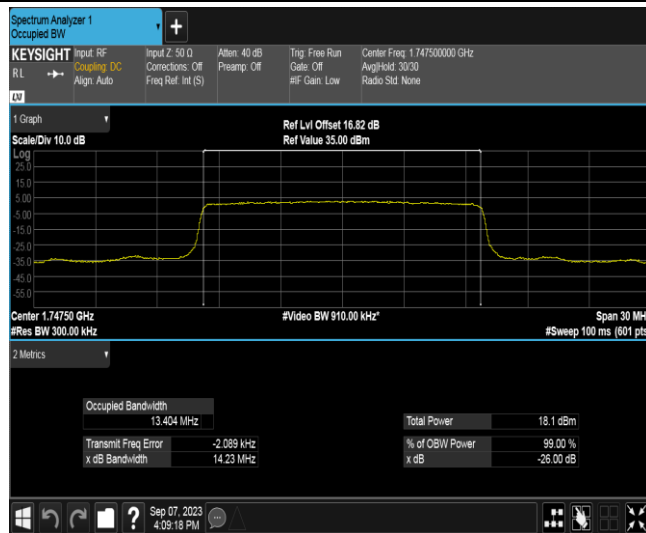 Spectrum Analyzer 1
Occupied BW
+
KEYSIGHT
RL
Input: RF
Coupling: DC
Align: Auto
Input Z: 50 Ω
Corrections: Off
Freq Ref: Int (S)
Atten: 40 dB
Preamp: Off
Trig: Free Run
Gate: Off
#IF Gain: Low
Center Freq: 1.747500000 GHz
Avg|Hold: 30/30
Radio Std: None
LXI
1 Graph
Scale/Div 10.0 dB
Ref Lvl Offset 16.82 dB
Ref Value 35.00 dBm
Log
25.0
15.0
5.00
-5.00
-15.0
-25.0
-35.0
-45.0
-55.0
Center 1.74750 GHz
#Res BW 300.00 kHz
#Video BW 910.00 kHz*
Span 30 MH
#Sweep 100 ms (601 pts
2 Metrics
Occupied Bandwidth
13.404 MHz
Transmit Freq Error -2.089 kHz
x dB Bandwidth 14.23 MHz
Total Power 18.1 dBm
% of OBW Power 99.00 %
x dB -26.00 dB
?
Sep 07, 2023
4:09:18 PM